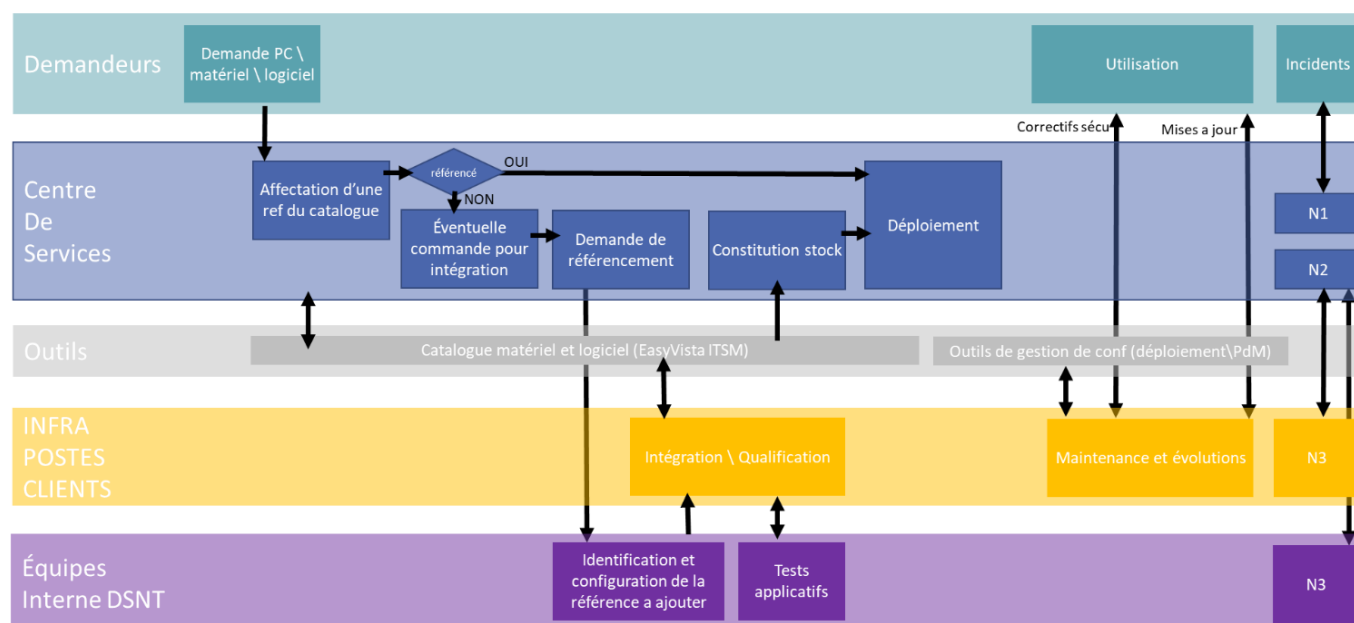 Demandeurs
Demande PC \
matériel \ logiciel
Utilisation
Incidents
Correctifs sécu
Mises a jour
Centre
De
Services
Affectation d'une
ref du catalogue
référencé
OUI
NON
Éventuelle
commande pour
intégration
Demande de
référencement
Constitution stock
Déploiement
N1
N2
Outils
Catalogue matériel et logiciel (EasyVista ITSM)
Outils de gestion de conf (déploiement\PdM)
INFRA
POSTES
CLIENTS
Intégration \ Qualification
Maintenance et évolutions
N3
Équipes
Interne DSNT
Identification et
configuration de la
référence a ajouter
Tests
applicatifs
N3